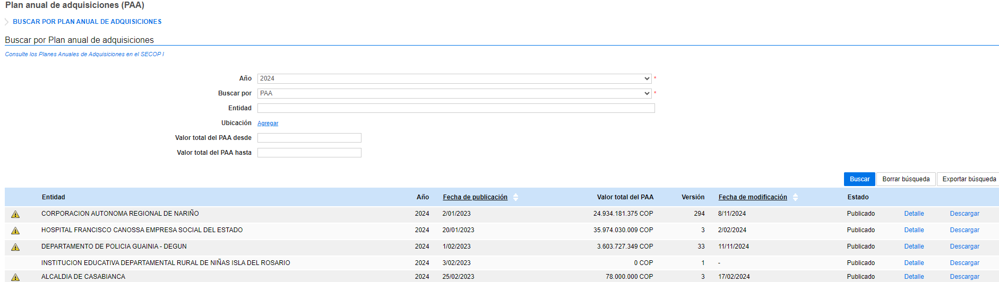 Plan anual de adquisiciones (PAA)
BUSCAR POR PLAN ANUAL DE ADQUISICIONES
Buscar por Plan anual de adquisiciones
Consulte los Planes Anuales de Adquisiciones en el SECOP I
Año 2024 *
Buscar por PAA *
Entidad
Ubicación Agregar
Valor total del PAA desde
Valor total del PAA hasta
Buscar Borrar búsqueda Exportar búsqueda
Entidad Año Fecha de publicación Valor total del PAA Versión Fecha de modificación Estado
CORPORACION AUTONOMA REGIONAL DE NARIÑO 2024 2/01/2023 24.934.181.375 COP 294 8/11/2024 Publicado Detalle Descargar
HOSPITAL FRANCISCO CANOSSA EMPRESA SOCIAL DEL ESTADO 2024 20/01/2023 35.974.030.009 COP 3 2/02/2024 Publicado Detalle Descargar
DEPARTAMENTO DE POLICIA GUAINIA - DEGUN 2024 1/02/2023 3.603.727.349 COP 33 11/11/2024 Publicado Detalle Descargar
INSTITUCION EDUCATIVA DEPARTAMENTAL RURAL DE NIÑAS ISLA DEL ROSARIO 2024 3/02/2023 0 COP 1 - Publicado Detalle Descargar
ALCALDIA DE CASABIANCA 2024 25/02/2023 78.000.000 COP 3 17/02/2024 Publicado Detalle Descargar